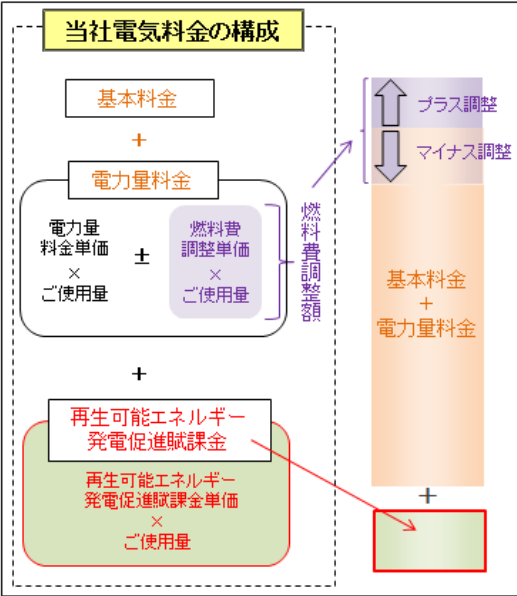 当社電気料金の構成
基本料金
+
電力量料金
電力量
料金単価
×
ご使用量
±
燃料費
調整単価
×
ご使用量
燃料費調整額
+
再生可能エネルギー
発電促進賦課金
再生可能エネルギー
発電促進賦課金単価
×
ご使用量
プラス調整
マイナス調整
基本料金
+
電力量料金
+